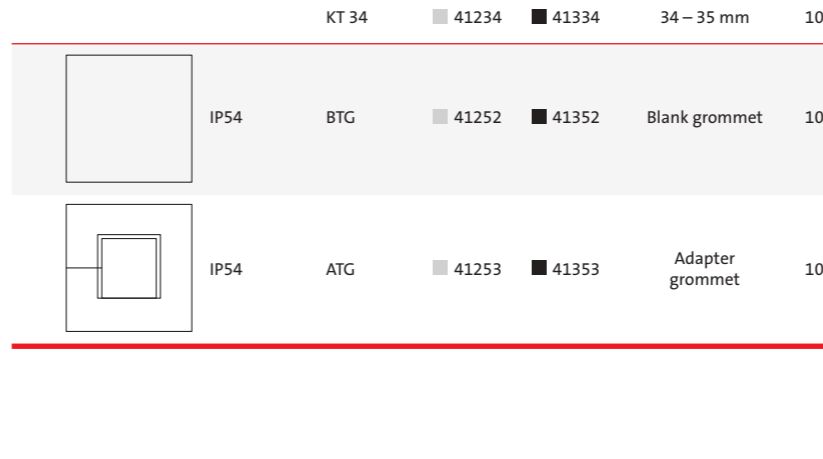 KT 34 41234 41334 34 – 35 mm 10
IP54 BTG 41252 41352 Blank grommet 10
IP54 ATG 41253 41353 Adapter grommet 10